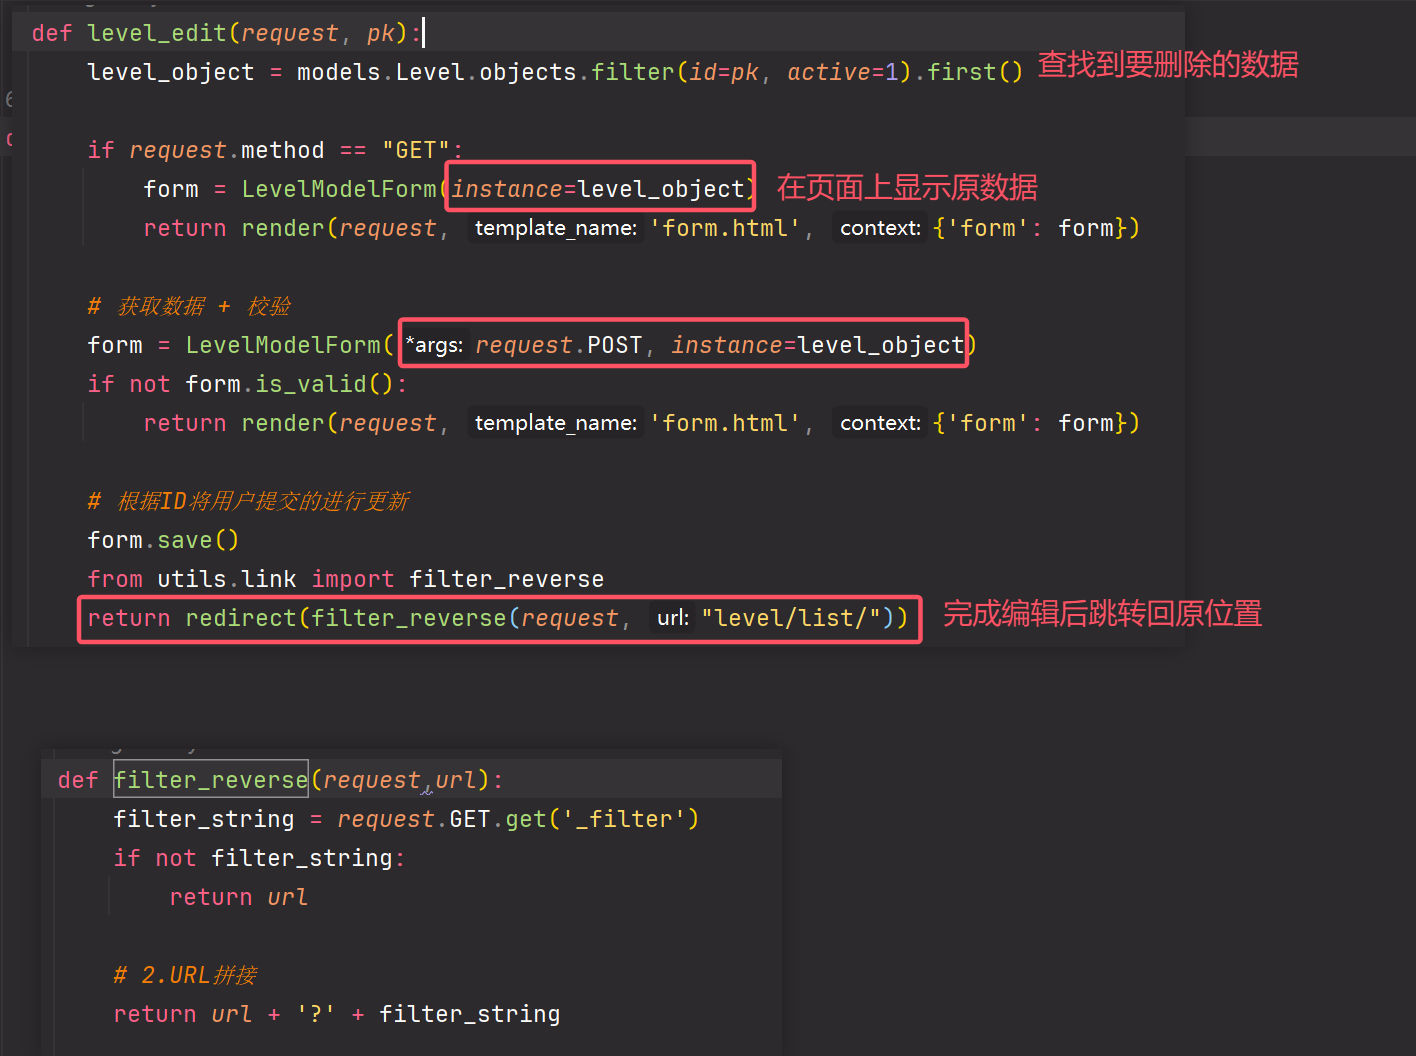 def level_edit(request, pk):
level_object = models.Level.objects.filter(id=pk, active=1).first() 查找到要删除的数据
if request.method == "GET":
form = LevelModelForm(instance=level_object) 在页面上显示原数据
return render(request, template_name: 'form.html', context: {'form': form})
# 获取数据 + 校验
form = LevelModelForm( *args: request.POST, instance=level_object)
if not form.is_valid():
return render(request, template_name: 'form.html', context: {'form': form})
# 根据ID将用户提交的进行更新
form.save()
from utils.link import filter_reverse
return redirect(filter_reverse(request, url: "level/list/")) 完成编辑后跳转回原位置
def filter_reverse(request,url):
filter_string = request.GET.get('_filter')
if not filter_string:
return url
# 2.URL拼接
return url + '?' + filter_string